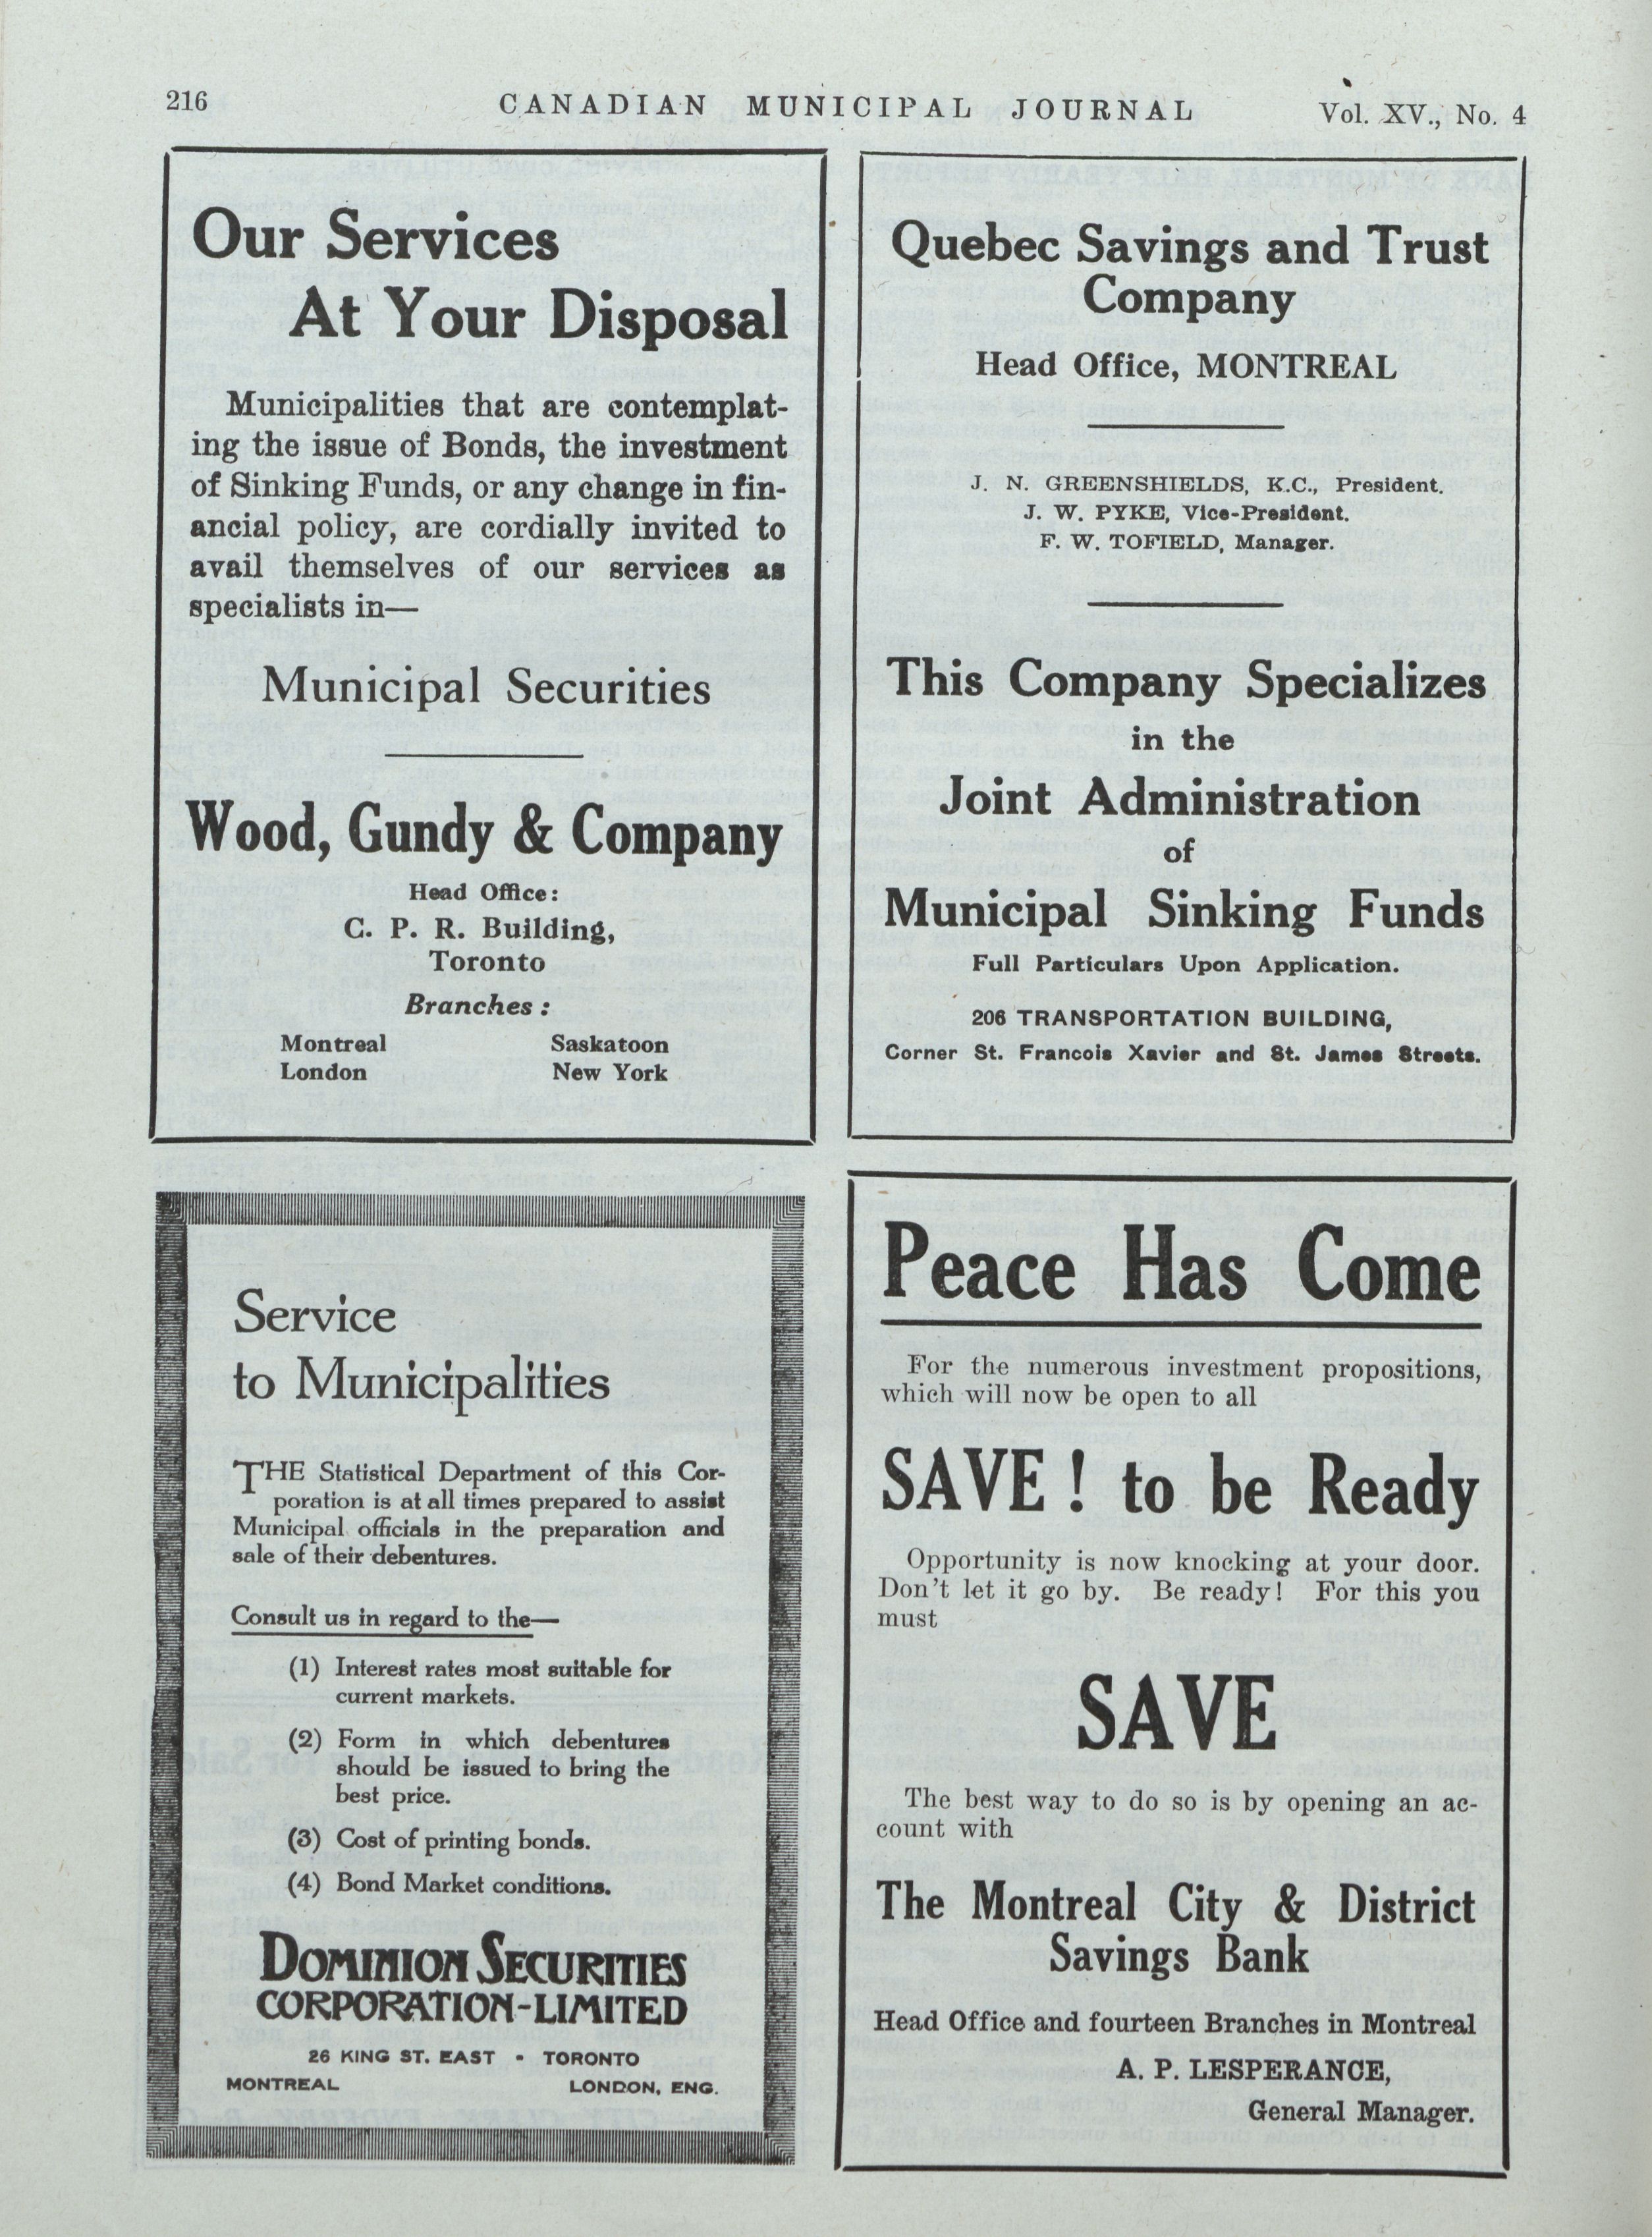 216
CANADIAN MUNICIPAL JOURNAL
Vol. XV., No. 4
Our Services
At Your Disposal
Municipalities that are contemplat-
ing the issue of Bonds, the investment
of Sinking Funds, or any change in fin-
ancial policy, are cordially invited to
avail themselves of our services as
specialists in—
Municipal Securities
Wood, Gundy & Company
Head Office:
C. P. R. Building,
Toronto
Branches:
Montreal Saskatoon
London New York
Quebec Savings and Trust
Company
Head Office, MONTREAL
J. N. GREENSHIELDS, K.C., President.
J. W. PYKE, Vice-President.
F. W. TOFIELD, Manager.
This Company Specializes
in the
Joint Administration
of
Municipal Sinking Funds
Full Particulars Upon Application.
206 TRANSPORTATION BUILDING,
Corner St. Francois Xavier and St. James Streets.
Service
to Municipalities
THE Statistical Department of this Cor-
poration is at all times prepared to assist
Municipal officials in the preparation and
sale of their debentures.
Consult us in regard to the—
(1) Interest rates most suitable for
current markets.
(2) Form in which debentures
should be issued to bring the
best price.
(3) Cost of printing bonds.
(4) Bond Market conditions.
DOMINION SECURITIES
CORPORATION-LIMITED
26 KING ST. EAST - TORONTO
MONTREAL LONDON, ENG.
Peace Has Come
For the numerous investment propositions,
which will now be open to all
SAVE! to be Ready
Opportunity is now knocking at your door.
Don't let it go by. Be ready! For this you
must
SAVE
The best way to do so is by opening an ac-
count with
The Montreal City & District
Savings Bank
Head Office and fourteen Branches in Montreal
A. P. LESPERANCE,
General Manager.